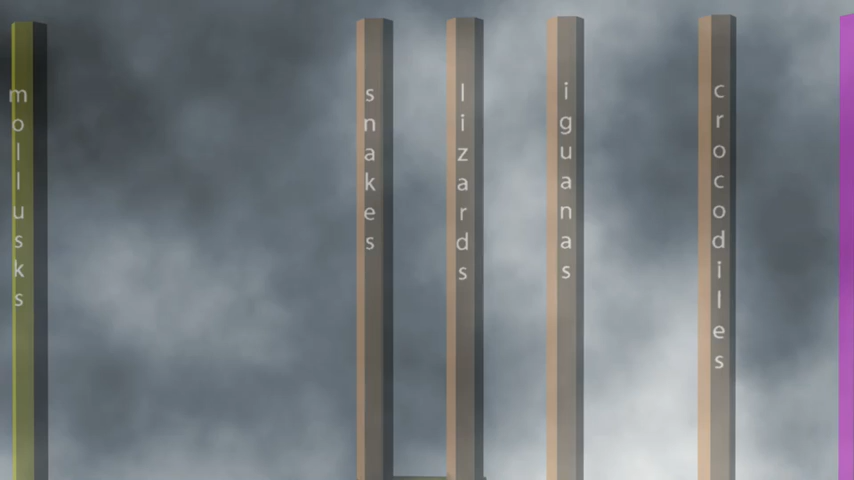 mollusks
snakes
lizards
iguanas
crocodiles